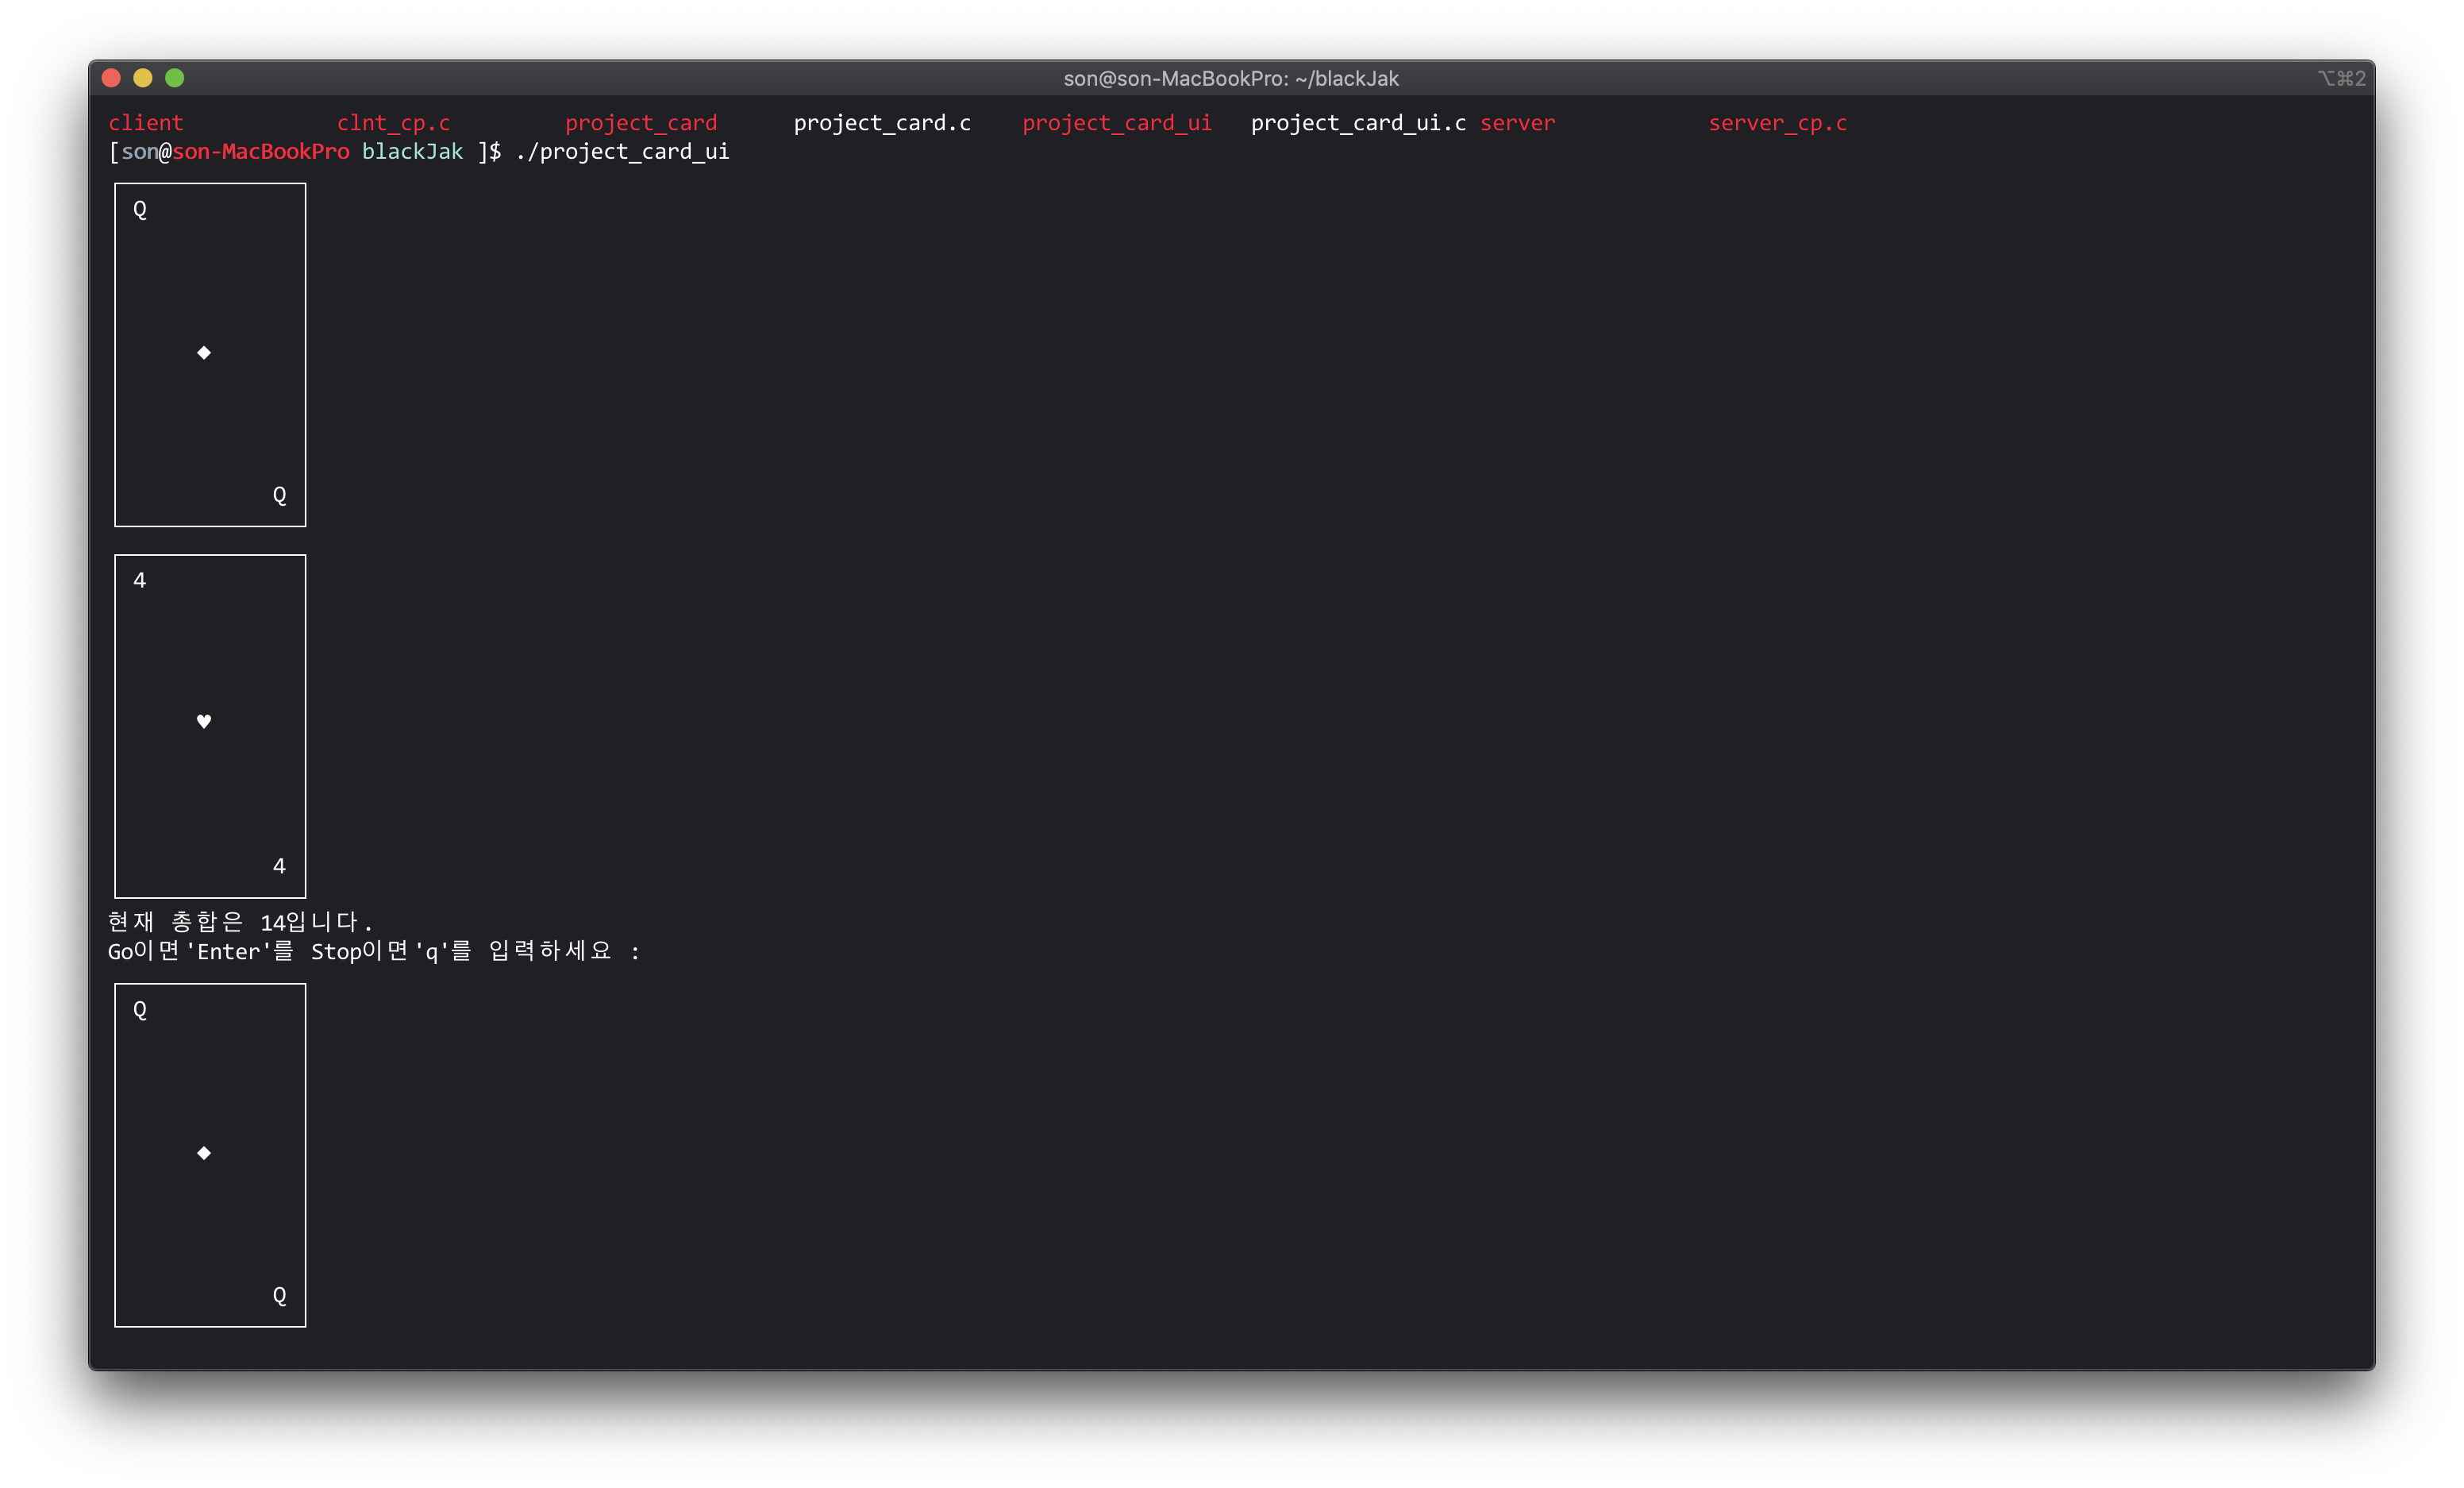 son@son-MacBookPro: ~/blackJak ⌥⌘2
client clnt_cp.c project_card project_card.c project_card_ui project_card_ui.c server server_cp.c
[son@son-MacBookPro blackJak ]$ ./project_card_ui
Q
◆
Q
4
♥
4
현재 총합은 14입니다.
Go이면'Enter'를 Stop이면'q'를 입력하세요 :
Q
◆
Q